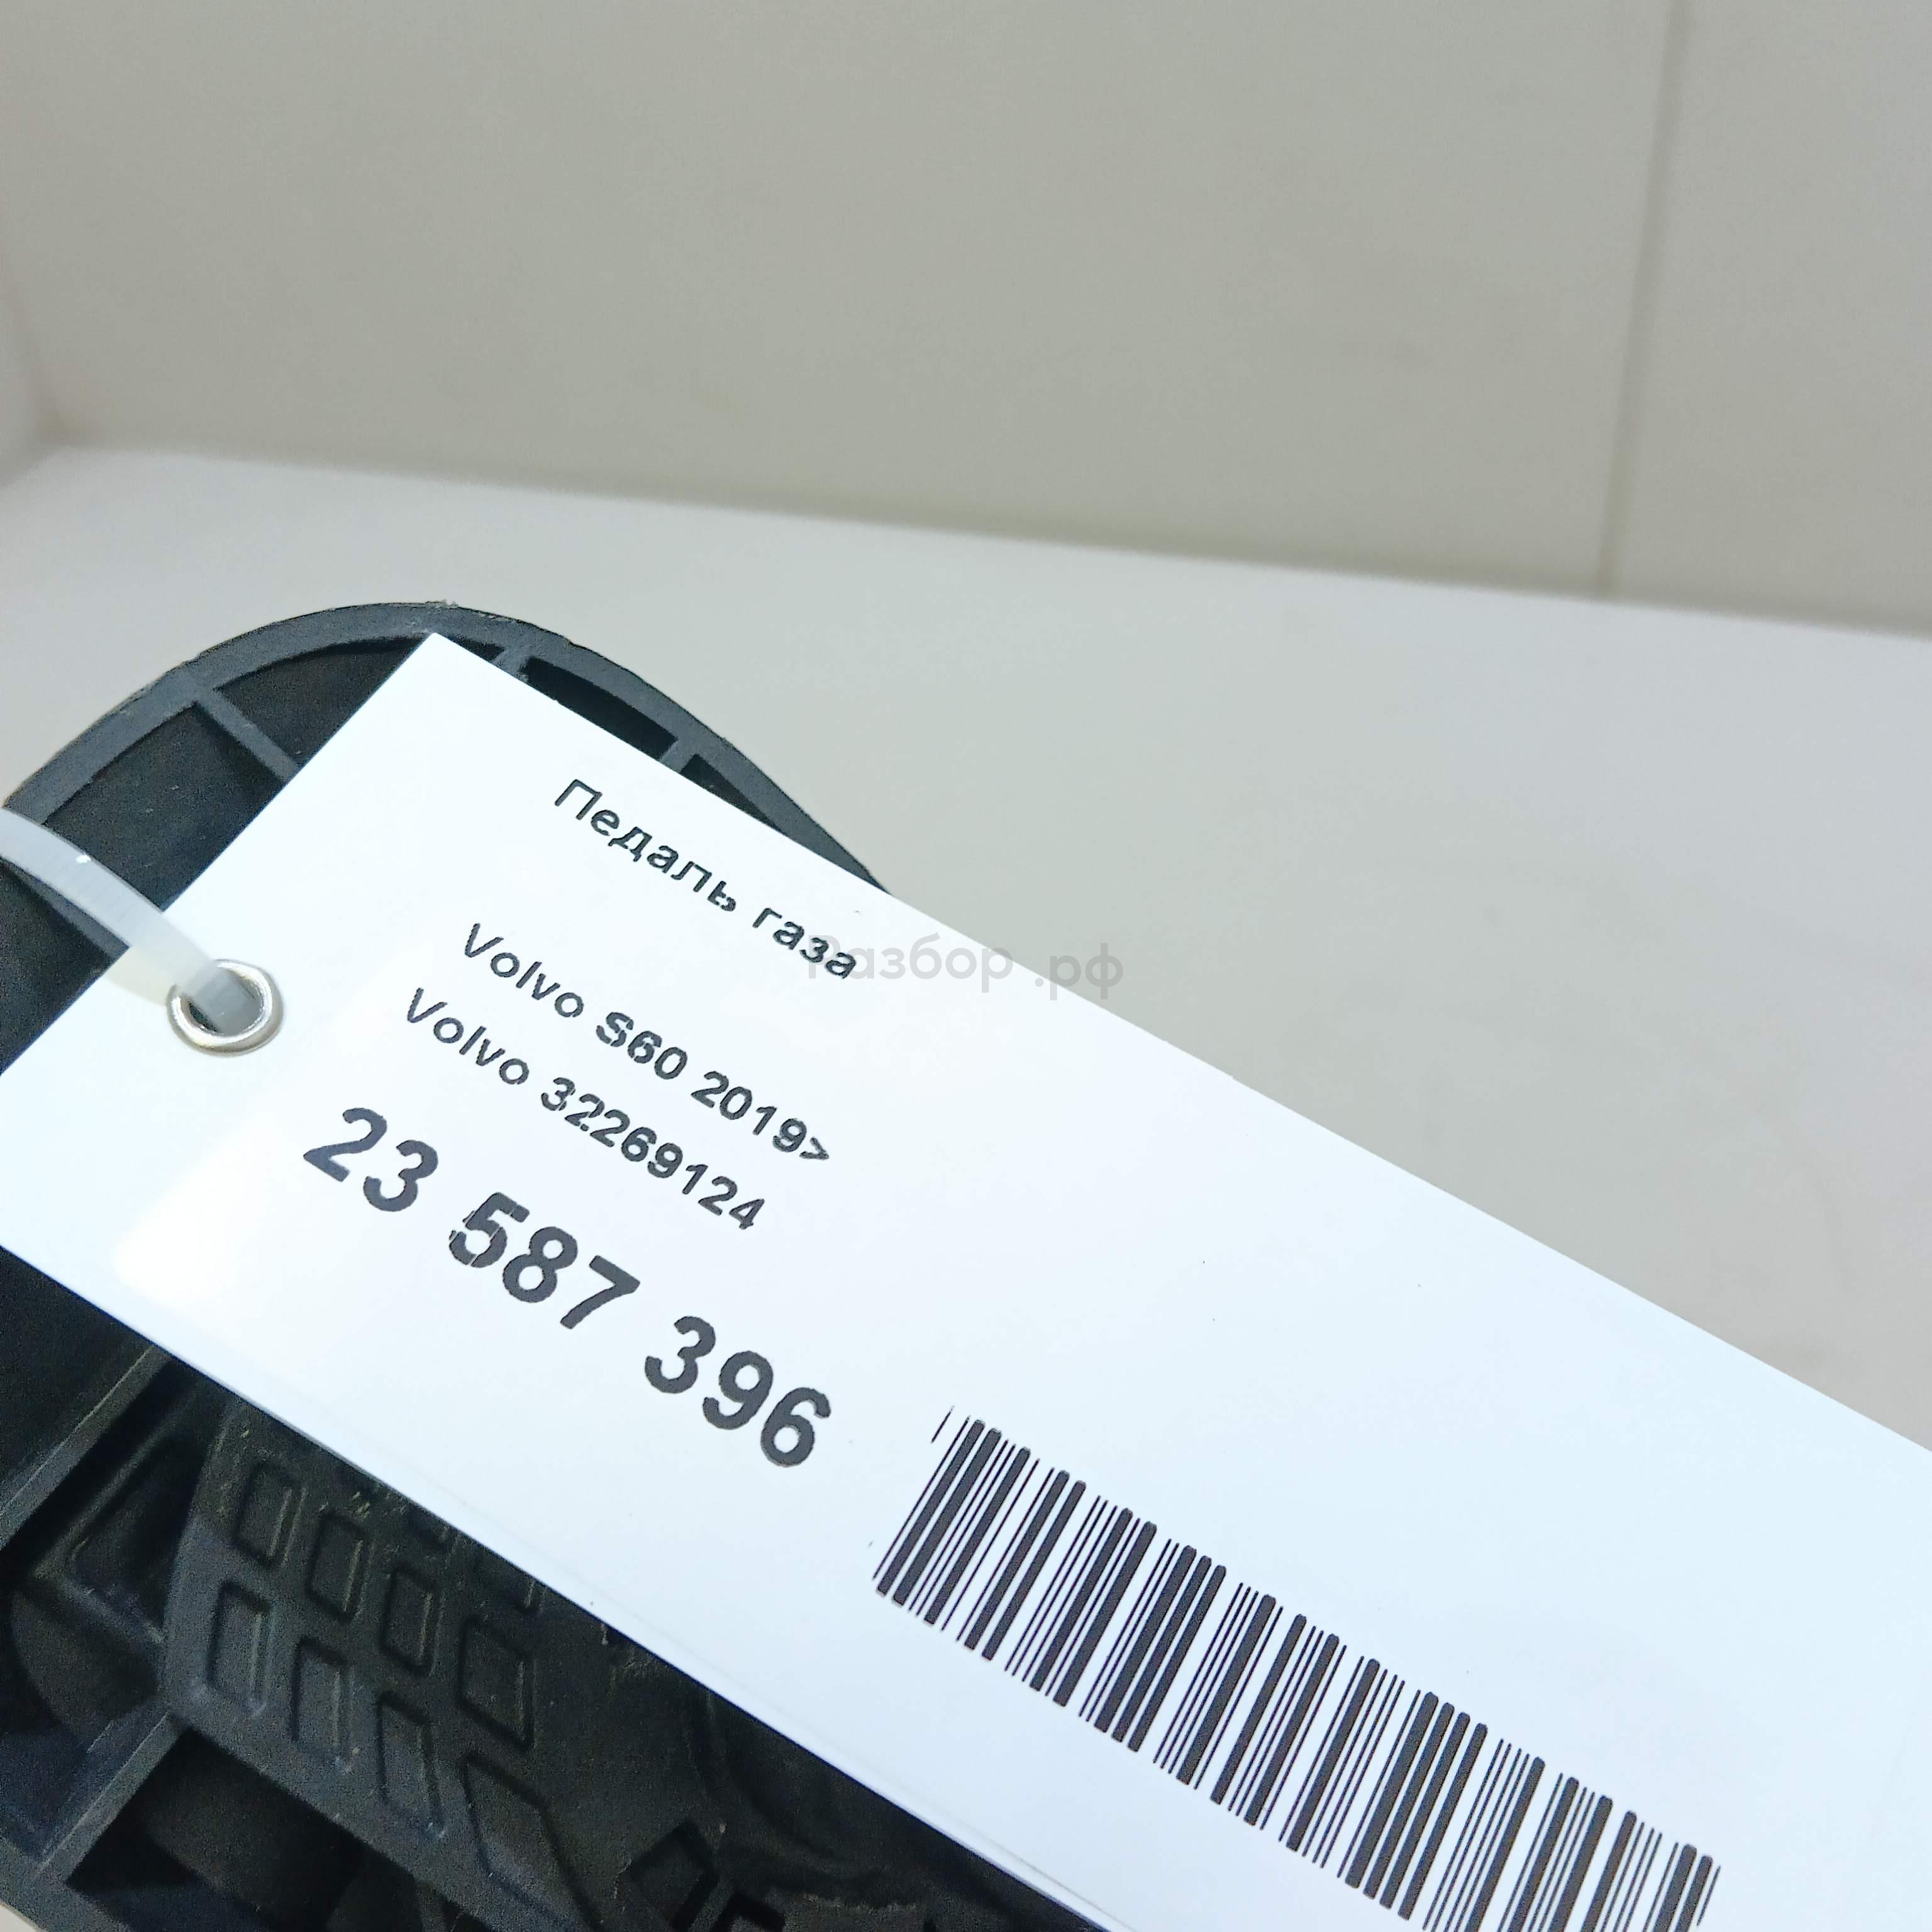 Педаль газа
Разбор.рф
Volvo S60 2019>
Volvo 32269124
23 587 396